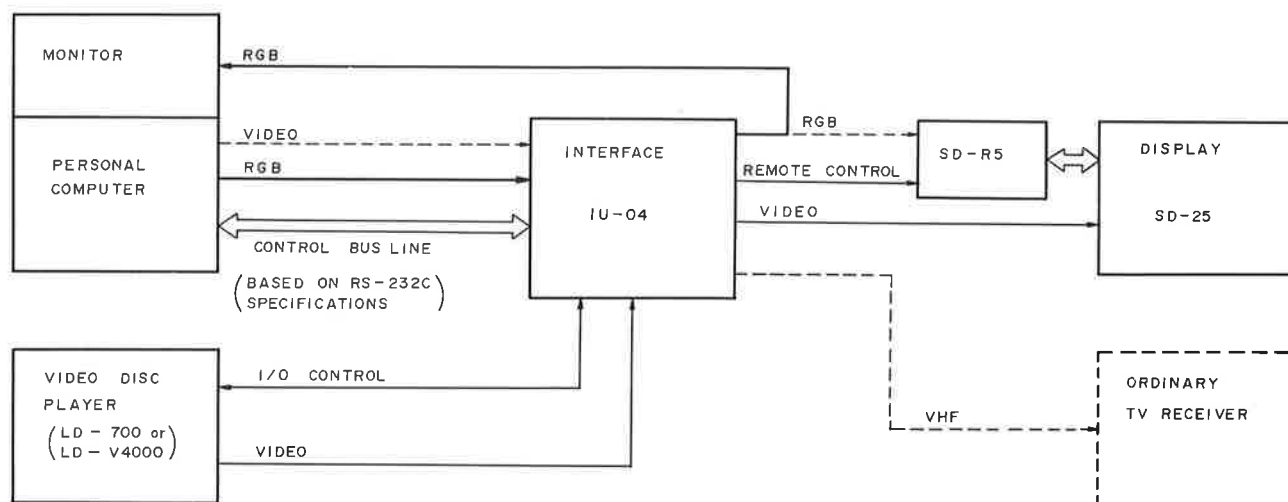 MONITOR
RGB
PERSONAL
COMPUTER
VIDEO
RGB
CONTROL BUS LINE
(BASED ON RS-232C
SPECIFICATIONS)
INTERFACE
IU-04
RGB
REMOTE CONTROL
VIDEO
SD-R5
DISPLAY
SD-25
VIDEO DISC
PLAYER
(LD-700 or
LD-V4000)
I/O CONTROL
VIDEO
VHF
ORDINARY
TV RECEIVER